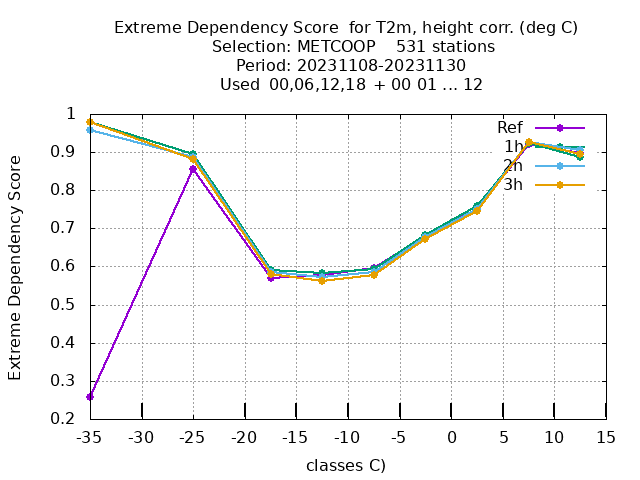 Extreme Dependency Score  for T2m, height corr. (deg C)
Selection: METCOOP    531 stations
Period: 20231108-20231130
Used  00,06,12,18  + 00 01 ... 12
Extreme Dependency Score
1
0.9
0.8
0.7
0.6
0.5
0.4
0.3
0.2
Ref
1h
2h
3h
-35 -30 -25 -20 -15 -10 -5 0 5 10 15
classes C)